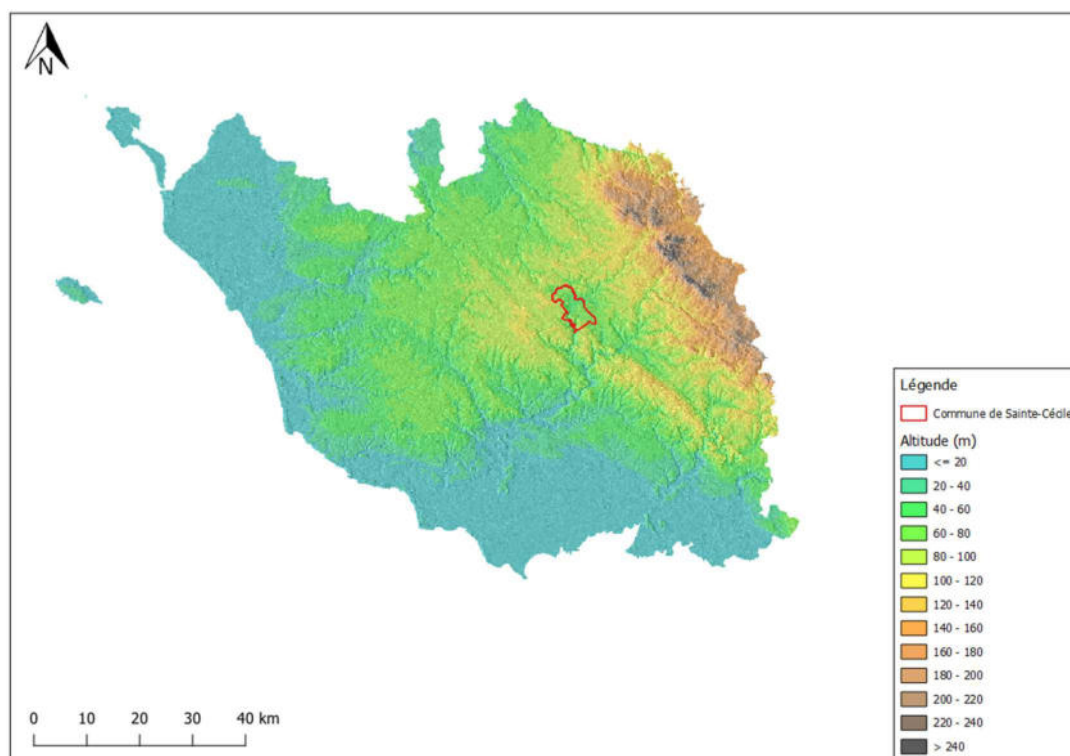 N
Légende
Commune de Sainte-Cécile
Altitude (m)
<= 20
20 - 40
40 - 60
60 - 80
80 - 100
100 - 120
120 - 140
140 - 160
160 - 180
180 - 200
200 - 220
220 - 240
> 240
0 10 20 30 40 km